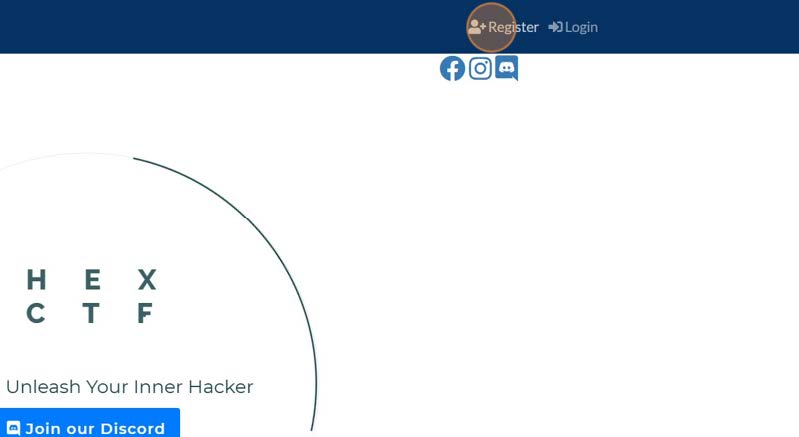 Register Login
H E X
C T F
Unleash Your Inner Hacker
Join our Discord